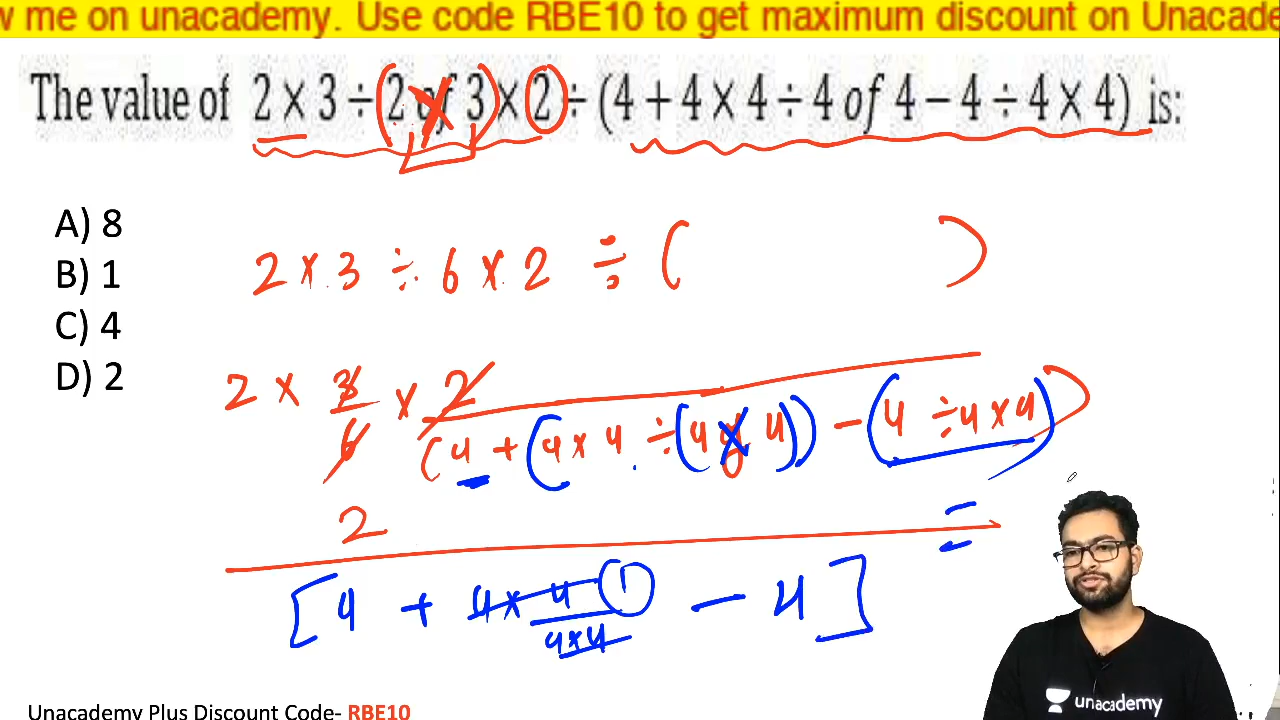 w me on unacademy. Use code RBE10 to get maximum discount on Unacade
The value of 2 × 3 ÷ (2 of 3) × 2 ÷ (4 + 4 × 4 ÷ 4 of 4 − 4 ÷ 4 × 4) is:
A) 8
B) 1
C) 4
D) 2
2 × 3 ÷ 6 × 2 ÷ ( )
2 × 3/6 × 2
(4 + (4 × 4 ÷ (4 × 4)) − (4 ÷ 4 × 4))
2 =
[4 + 4 × 4 1 − 4]
4×4
unacademy
Unacademy Plus Discount Code- RBE10